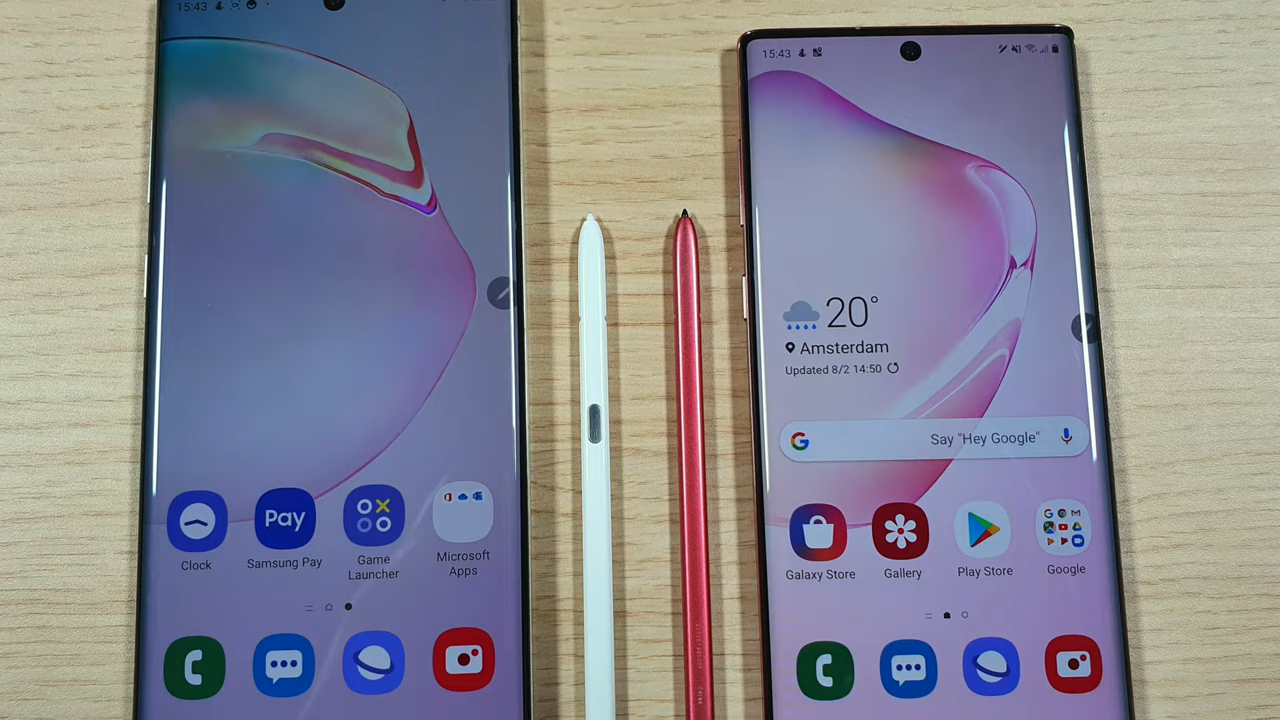 15:43
Pay
Clock
Samsung Pay
Game
Launcher
Microsoft
Apps
15:43
20°
Amsterdam
Updated 8/2 14:50
Say "Hey Google"
Galaxy Store
Gallery
Play Store
Google